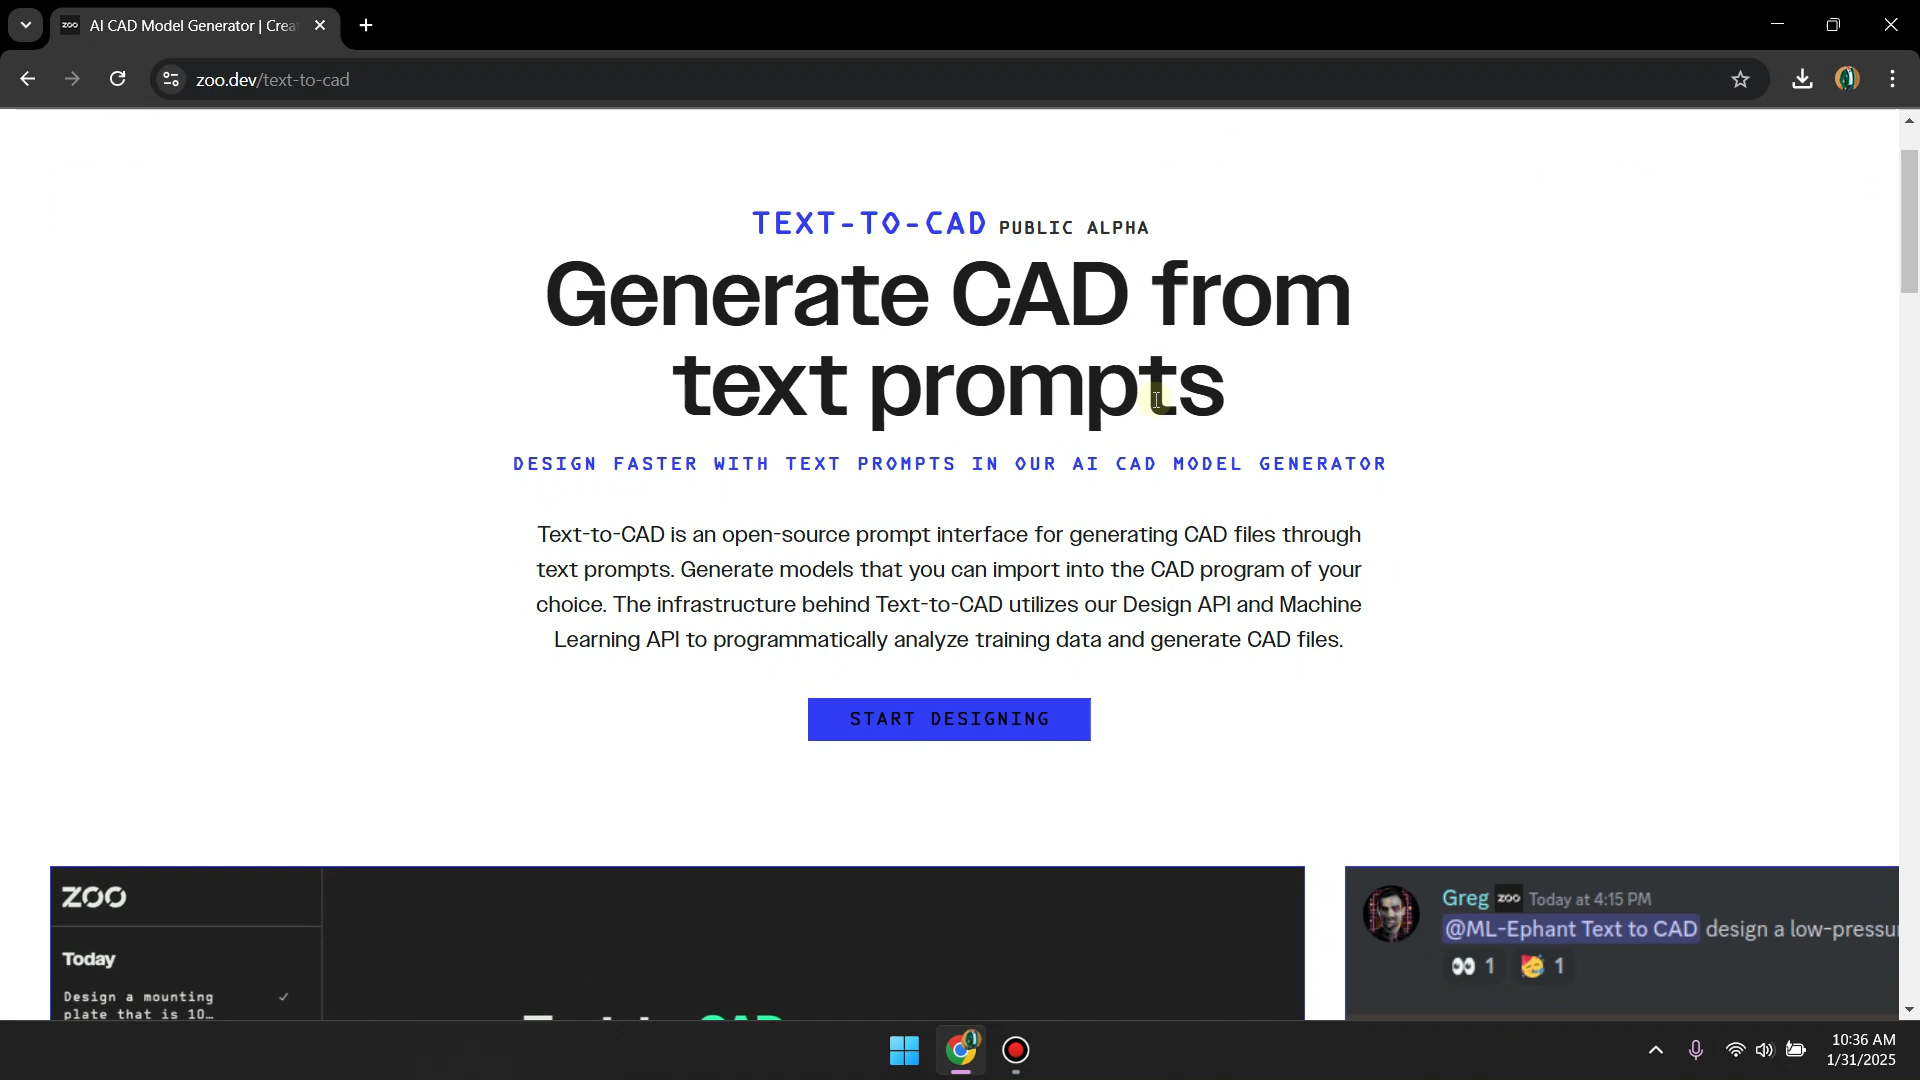 zoo AI CAD Model Generator | Crea
zoo.dev/text-to-cad
TEXT-TO-CAD PUBLIC ALPHA
Generate CAD from
text prompts
DESIGN FASTER WITH TEXT PROMPTS IN OUR AI CAD MODEL GENERATOR
Text-to-CAD is an open-source prompt interface for generating CAD files through
text prompts. Generate models that you can import into the CAD program of your
choice. The infrastructure behind Text-to-CAD utilizes our Design API and Machine
Learning API to programmatically analyze training data and generate CAD files.
START DESIGNING
ZOO
Today
Design a mounting
plate that is 10…
Greg zoo Today at 4:15 PM
@ML-Ephant Text to CAD design a low-pressu
1 1
10:36 AM
1/31/2025